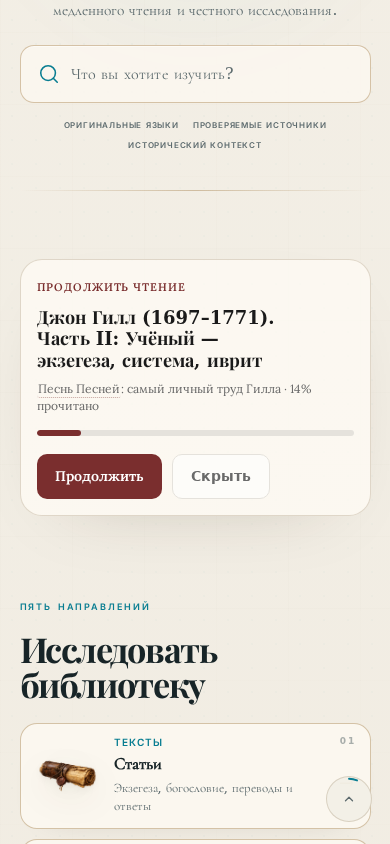 медленного чтения и честного исследования.
Что вы хотите изучить?
ОРИГИНАЛЬНЫЕ ЯЗЫКИ ПРОВЕРЯЕМЫЕ ИСТОЧНИКИ
ИСТОРИЧЕСКИЙ КОНТЕКСТ
ПРОДОЛЖИТЬ ЧТЕНИЕ
Джон Гилл (1697–1771).
Часть II: Учёный —
экзегеза, система, иврит
Песнь Песней: самый личный труд Гилла · 14%
прочитано
Продолжить Скрыть
ПЯТЬ НАПРАВЛЕНИЙ
Исследовать
библиотеку
ТЕКСТЫ 01
Статьи
Экзегеза, богословие, переводы и
ответы